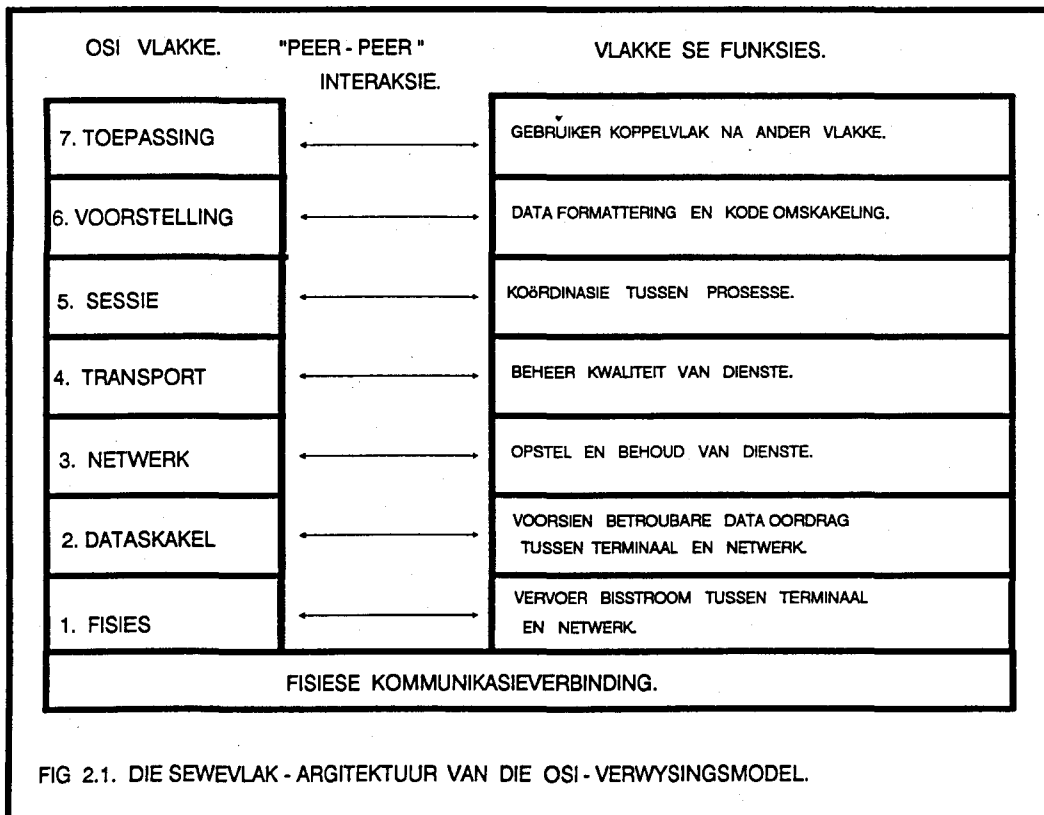 OSI VLAKKE.
"PEER - PEER"
INTERAKSIE.
VLAKKE SE FUNKSIES.
7. TOEPASSING
GEBRUIKER KOPPELVLAK NA ANDER VLAKKE.
6. VOORSTELLING
DATA FORMATTERING EN KODE OMSKAKELING.
5. SESSIE
KOÖRDINASIE TUSSEN PROSESSE.
4. TRANSPORT
BEHEER KWALITEIT VAN DIENSTE.
3. NETWERK
OPSTEL EN BEHOUD VAN DIENSTE.
2. DATASKAKEL
VOORSIEN BETROUBARE DATA OORDRAG
TUSSEN TERMINAAL EN NETWERK.
1. FISIES
VERVOER BISSTROOM TUSSEN TERMINAAL
EN NETWERK.
FISIESE KOMMUNIKASIEVERBINDING.
FIG 2.1. DIE SEWEVLAK - ARGITEKTUUR VAN DIE OSI - VERWYSINGSMODEL.